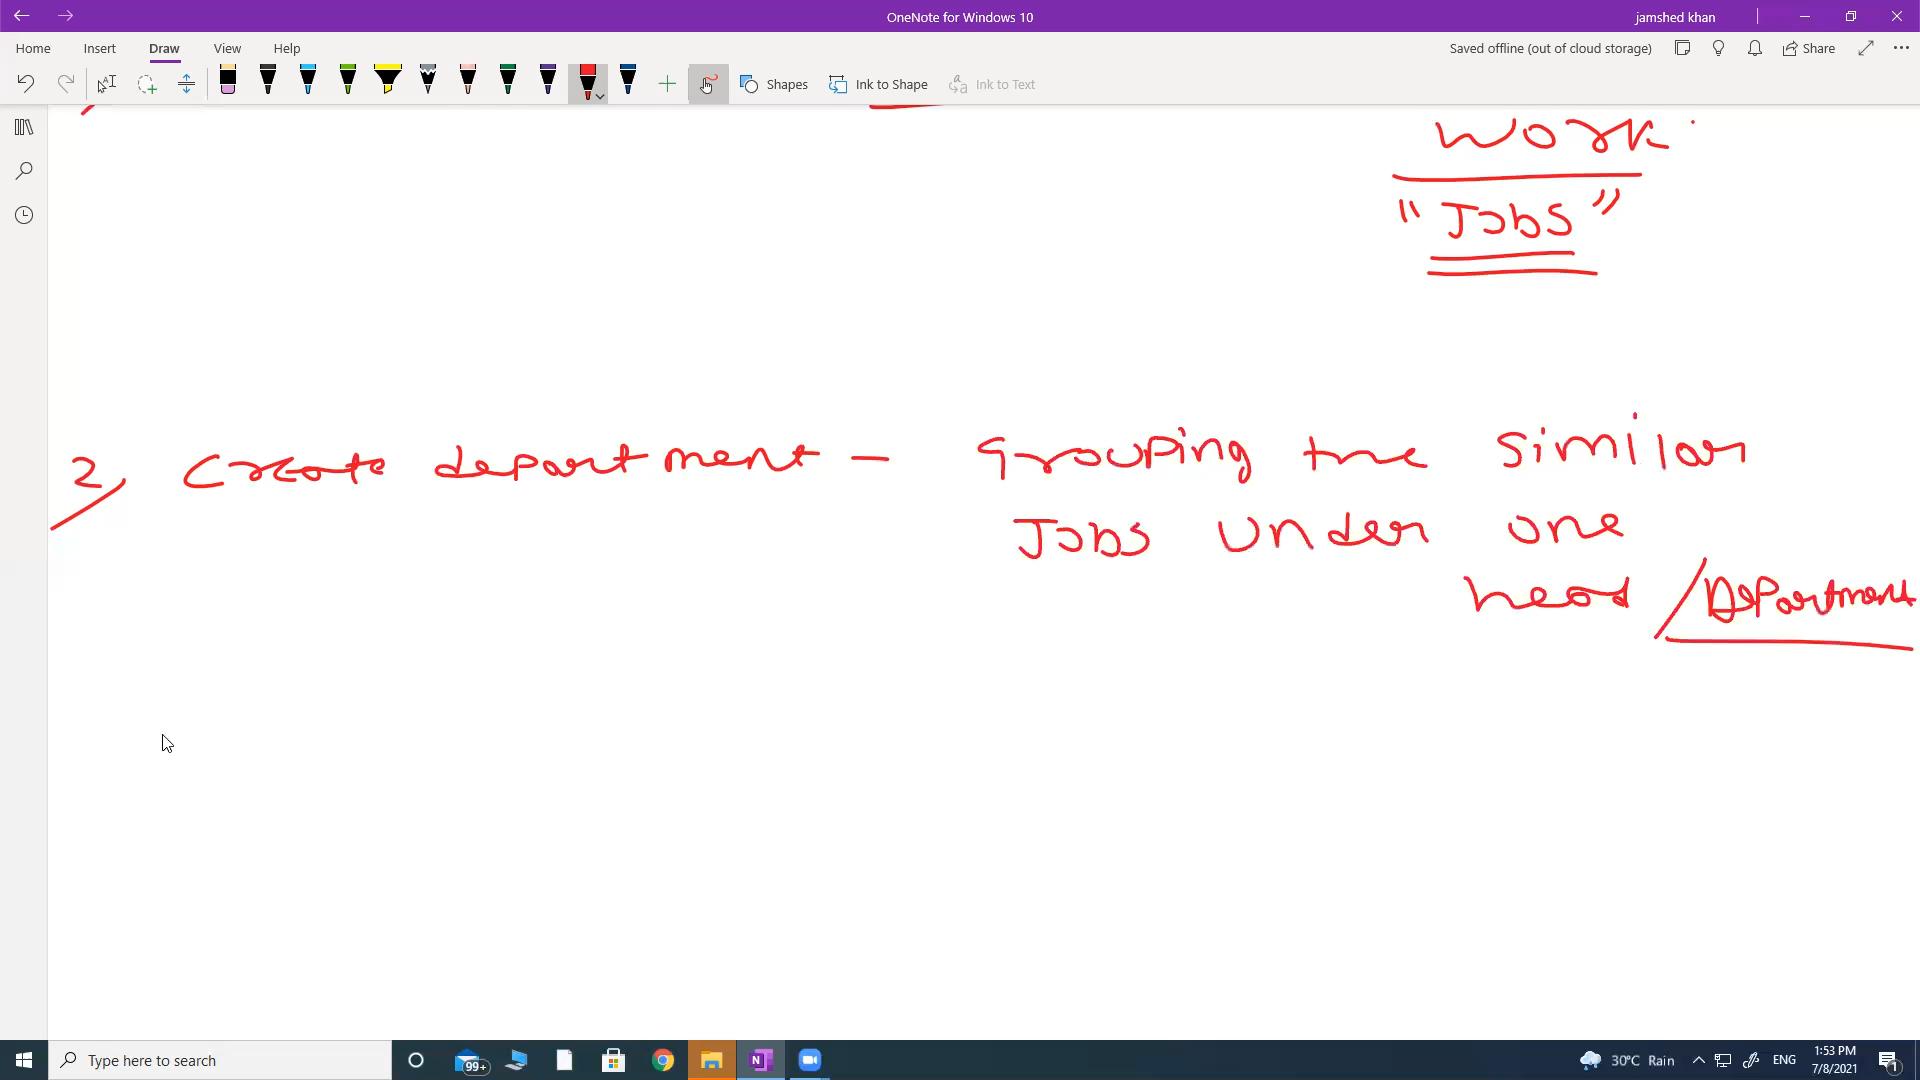 OneNote for Windows 10
jamshed khan
Home Insert Draw View Help
Saved offline (out of cloud storage)
Share
Shapes
Ink to Shape
Ink to Text
Work
"Jobs"
2, Create department - Grouping the similar
Jobs Under one
head /Department
Type here to search
99+
30°C Rain
ENG
1:53 PM
7/8/2021
1